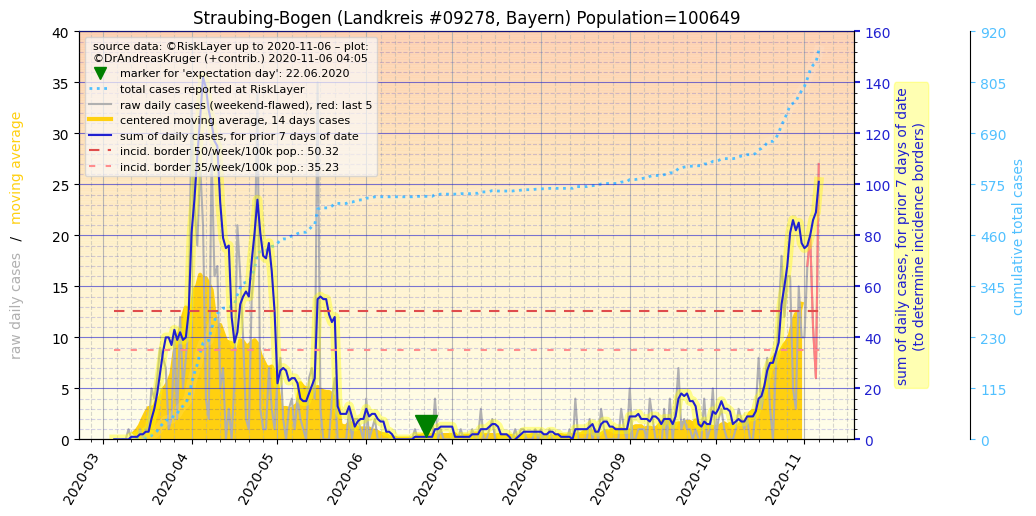 Straubing-Bogen (Landkreis #09278, Bayern) Population=100649
source data: ©RiskLayer up to 2020-11-06 – plot:
©DrAndreasKruger (+contrib.) 2020-11-06 04:05
marker for 'expectation day': 22.06.2020
total cases reported at RiskLayer
raw daily cases (weekend-flawed), red: last 5
centered moving average, 14 days cases
sum of daily cases, for prior 7 days of date
incid. border 50/week/100k pop.: 50.32
incid. border 35/week/100k pop.: 35.23
raw daily cases / moving average
40
35
30
25
20
15
10
5
0
2020-03
2020-04
2020-05
2020-06
2020-07
2020-08
2020-09
2020-10
2020-11
160
140
120
100
80
60
40
20
0
sum of daily cases, for prior 7 days of date
(to determine incidence borders)
920
805
690
575
460
345
230
115
0
cumulative total cases